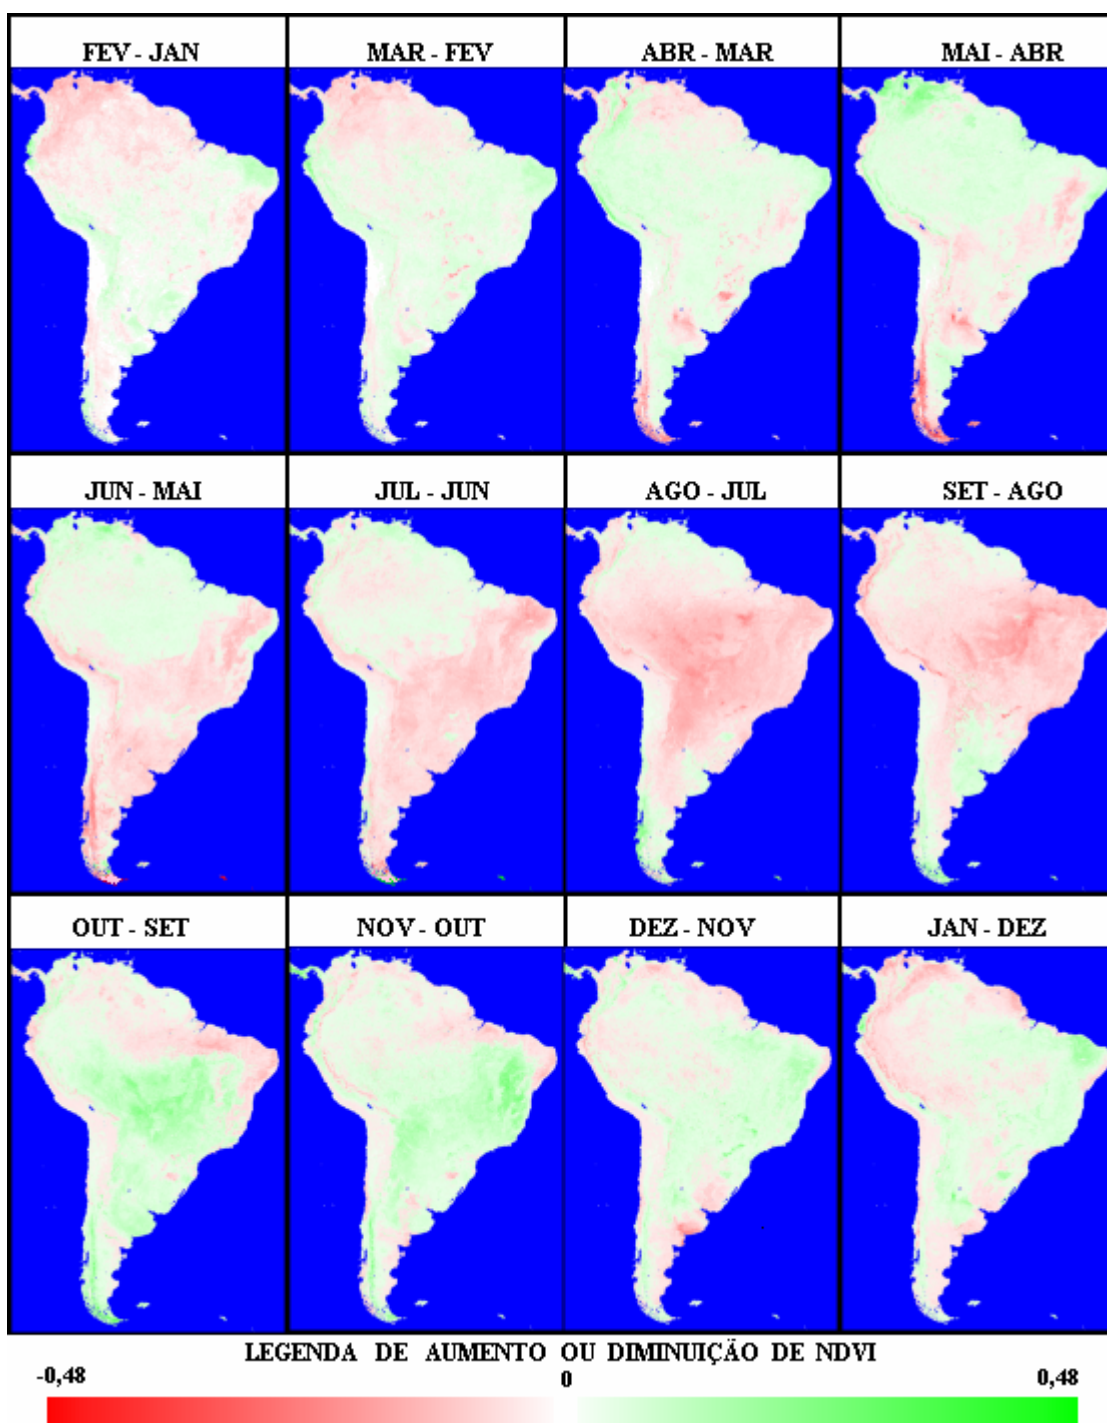 FEV - JAN
MAR - FEV
ABR - MAR
MAI - ABR
JUN - MAI
JUL - JUN
AGO - JUL
SET - AGO
OUT - SET
NOV - OUT
DEZ - NOV
JAN - DEZ
LEGENDA DE AUMENTO OU DIMINUIÇÃO DE NDVI
-0,48 0 0,48